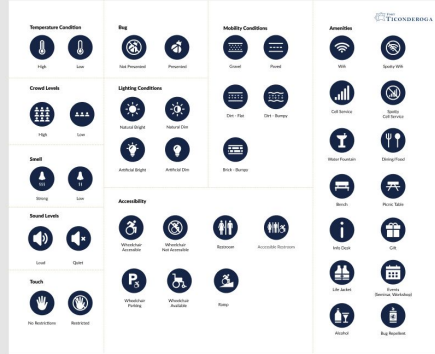 Temperature Condition
High
Low
Crowd Levels
High
Low
Smell
Strong
Low
Sound Levels
Loud
Quiet
Touch
No Restrictions
Restricted
Bug
Not Presented
Presented
Lighting Conditions
Natural Bright
Natural Dim
Artificial Bright
Artificial Dim
Mobility Conditions
Gravel
Paved
Dirt - Flat
Dirt - Bumpy
Brick - Bumpy
Accessibility
Wheelchair
Accessible
Wheelchair
Not Accessible
Restroom
Accessible Restroom
Wheelchair
Parking
Wheelchair
Available
Ramp
Amenities
TICONDEROGA
Wifi
Spotty Wifi
Cell Service
Spotty
Cell Service
Water Fountain
Dining/Food
Bench
Picnic Table
Info Desk
Gift
Life Jacket
Events
(Seminar, Workshop)
Alcohol
Bug Repellent